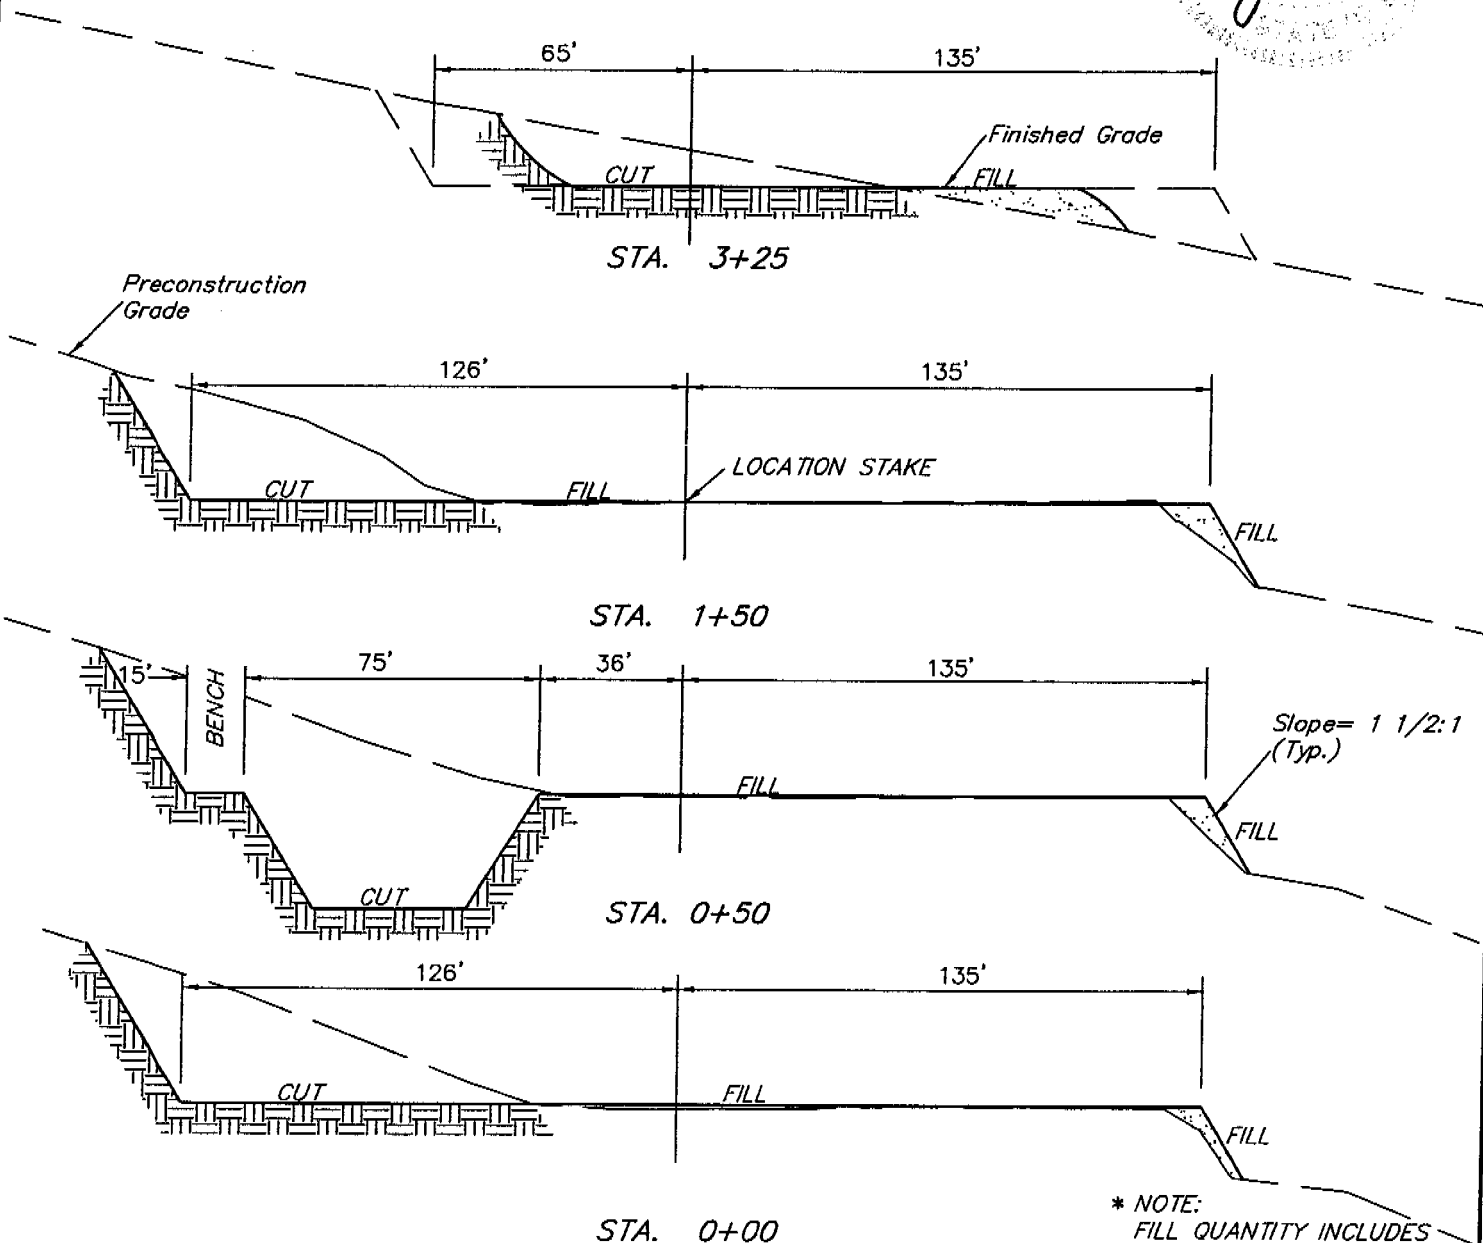 STATE
65' 135'
Finished Grade
CUT FILL
STA. 3+25
Preconstruction
Grade
126' 135'
LOCATION STAKE
CUT FILL
FILL
STA. 1+50
15' BENCH 75' 36' 135'
Slope= 1 1/2:1
(Typ.)
FILL
FILL
CUT
STA. 0+50
126' 135'
CUT FILL
FILL
STA. 0+00
* NOTE:
FILL QUANTITY INCLUDES